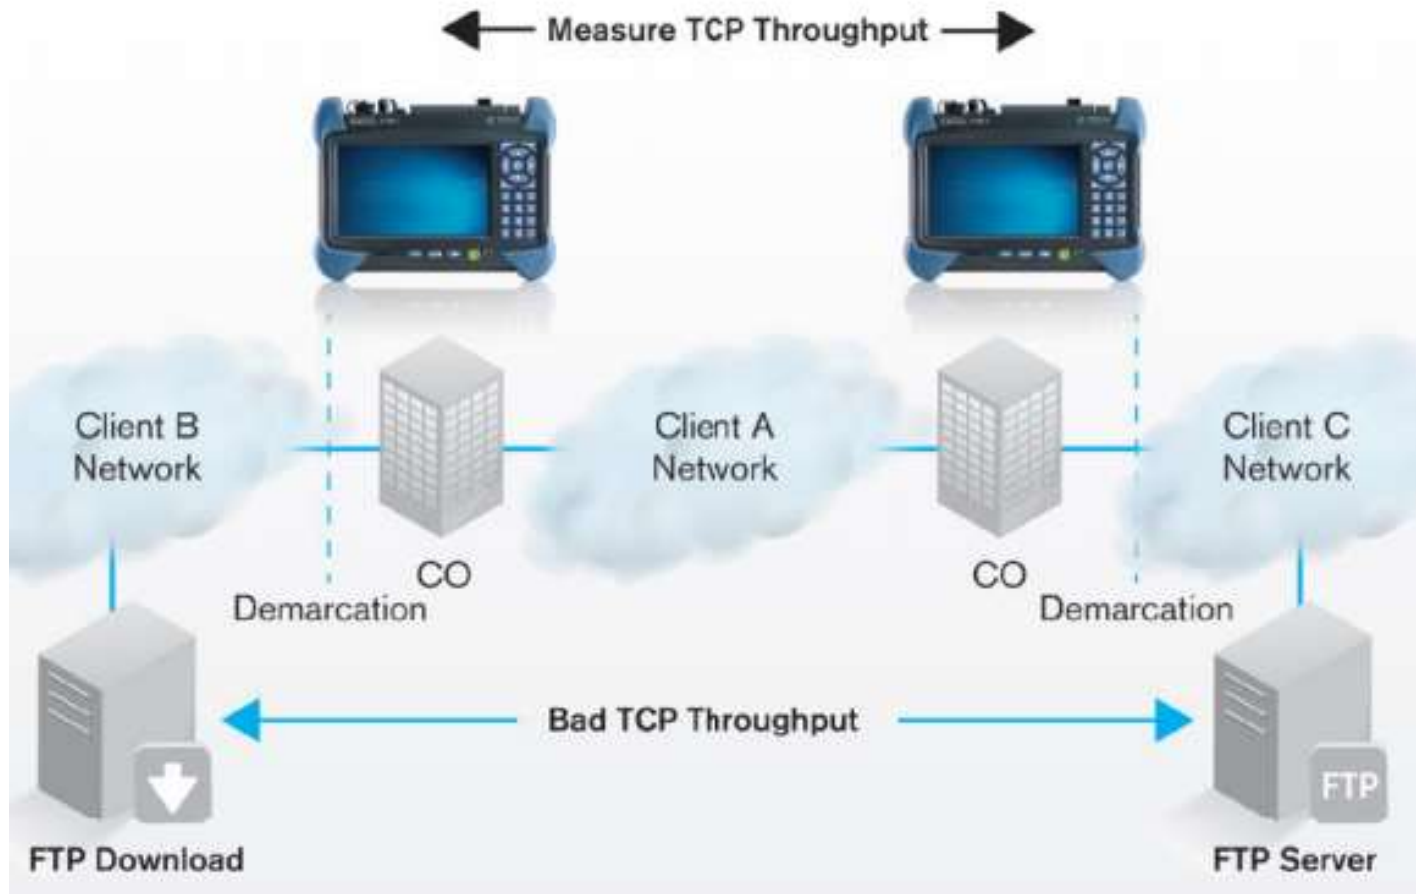 Measure TCP Throughput
Client B
Network
Client A
Network
Client C
Network
CO
CO
Demarcation
Demarcation
Bad TCP Throughput
FTP
FTP Download
FTP Server